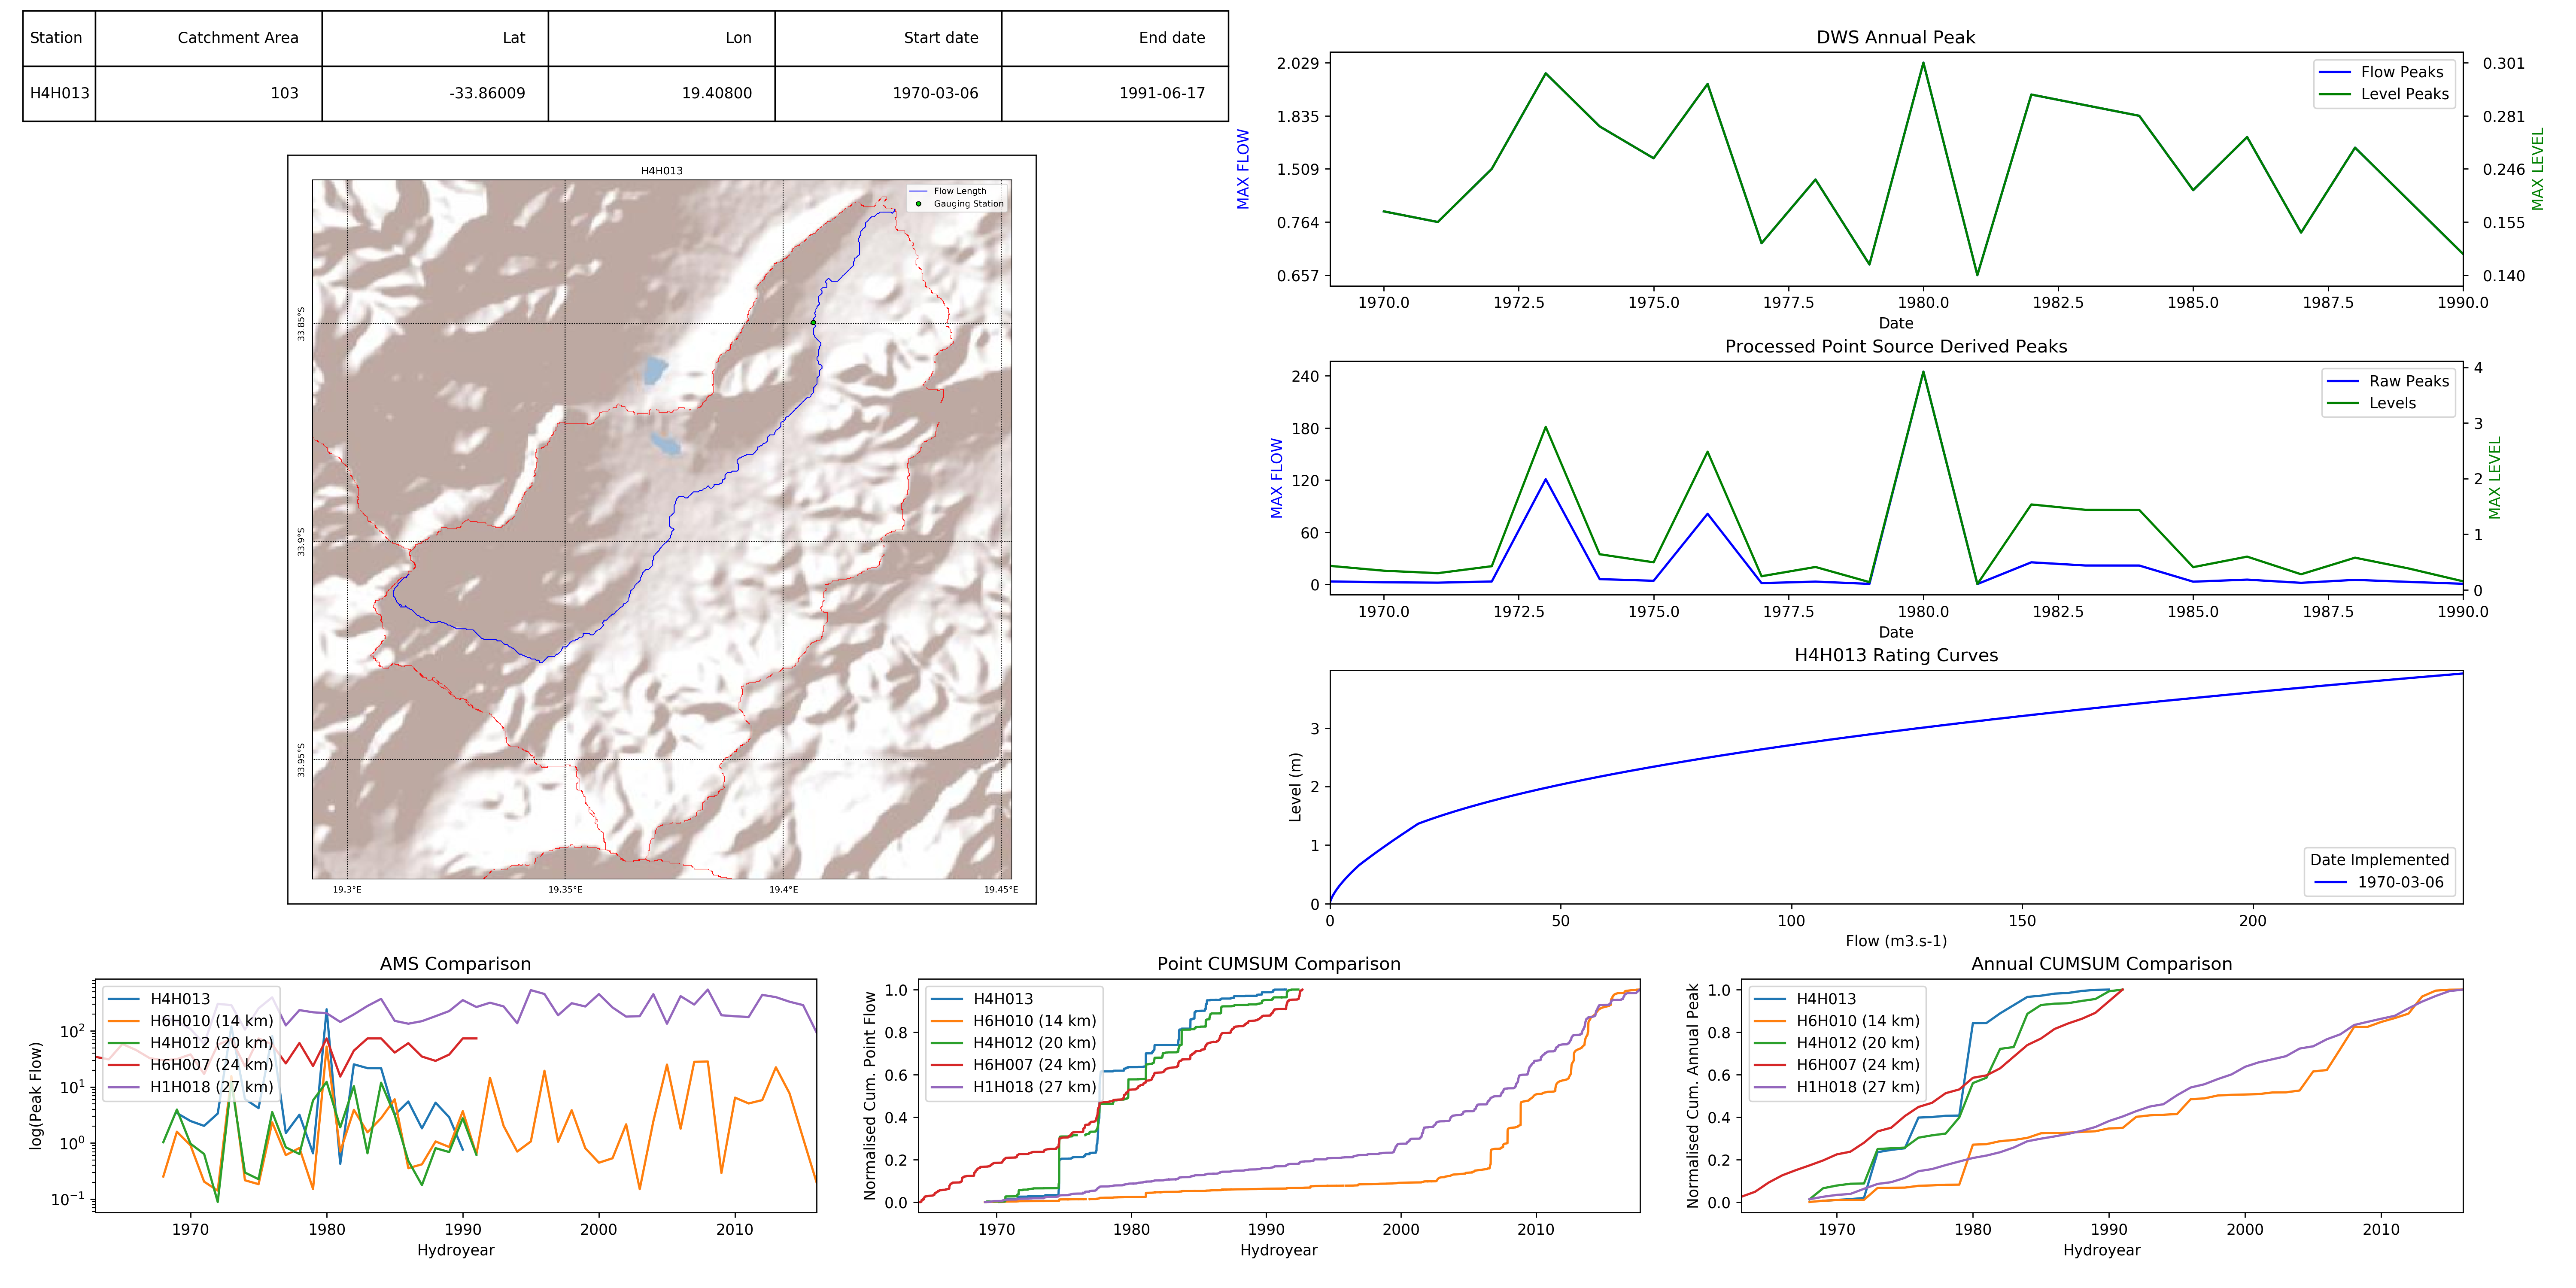 Station Catchment Area Lat Lon Start date End date
H4H013 103 -33.86009 19.40800 1970-03-06 1991-06-17
H4H013
Flow Length
Gauging Station
33.85°S
33.9°S
33.95°S
19.3°E 19.35°E 19.4°E 19.45°E
DWS Annual Peak
MAX FLOW
2.029
1.835
1.509
0.764
0.657
Flow Peaks
Level Peaks
0.301
0.281
0.246
0.155
0.140
MAX LEVEL
1970.0 1972.5 1975.0 1977.5 1980.0 1982.5 1985.0 1987.5 1990.0
Date
Processed Point Source Derived Peaks
MAX FLOW
240
180
120
60
0
Raw Peaks
Levels
4
3
2
1
0
MAX LEVEL
1970.0 1972.5 1975.0 1977.5 1980.0 1982.5 1985.0 1987.5 1990.0
Date
H4H013 Rating Curves
Level (m)
3
2
1
0
Date Implemented
1970-03-06
0 50 100 150 200
Flow (m3.s-1)
AMS Comparison
log(Peak Flow)
10²
10¹
10⁰
10⁻¹
H4H013
H6H010 (14 km)
H4H012 (20 km)
H6H007 (24 km)
H1H018 (27 km)
1970 1980 1990 2000 2010
Hydroyear
Point CUMSUM Comparison
Normalised Cum. Point Flow
1.0
0.8
0.6
0.4
0.2
0.0
H4H013
H6H010 (14 km)
H4H012 (20 km)
H6H007 (24 km)
H1H018 (27 km)
1970 1980 1990 2000 2010
Hydroyear
Annual CUMSUM Comparison
Normalised Cum. Annual Peak
1.0
0.8
0.6
0.4
0.2
0.0
H4H013
H6H010 (14 km)
H4H012 (20 km)
H6H007 (24 km)
H1H018 (27 km)
1970 1980 1990 2000 2010
Hydroyear